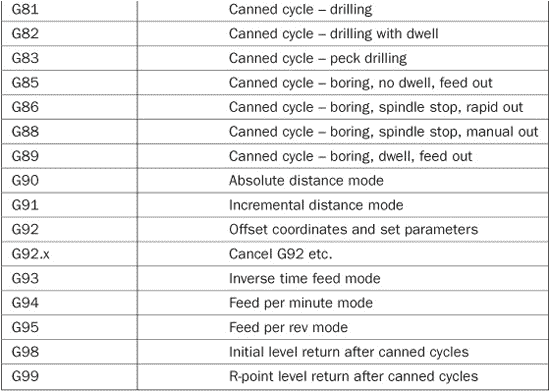 G81 Canned cycle – drilling
G82 Canned cycle – drilling with dwell
G83 Canned cycle – peck drilling
G85 Canned cycle – boring, no dwell, feed out
G86 Canned cycle – boring, spindle stop, rapid out
G88 Canned cycle – boring, spindle stop, manual out
G89 Canned cycle – boring, dwell, feed out
G90 Absolute distance mode
G91 Incremental distance mode
G92 Offset coordinates and set parameters
G92.x Cancel G92 etc.
G93 Inverse time feed mode
G94 Feed per minute mode
G95 Feed per rev mode
G98 Initial level return after canned cycles
G99 R-point level return after canned cycles